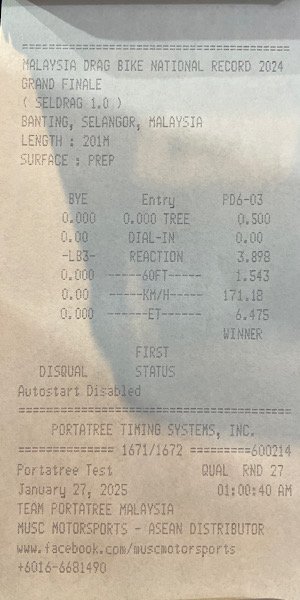 ==========================================
MALAYSIA DRAG BIKE NATIONAL RECORD 2024
GRAND FINALE
( SELDRAG 1.0 )
BANTING, SELANGOR, MALAYSIA
LENGTH : 201M
SURFACE : PREP
BYE Entry PD6-03
0.000 0.000 TREE 0.500
0.00 DIAL-IN 0.00
-LB3- REACTION 3.898
0.000 ------60FT----- 1.543
0.00 ------KM/H----- 171.18
0.000 ------ET------ 6.475
WINNER
FIRST
DISQUAL STATUS
Autostart Disabled
==========================================
PORTATREE TIMING SYSTEMS, INC.
============== 1671/1672 =========600214
Portatree Test QUAL RND 27
January 27, 2025 01:00:40 AM
TEAM PORTATREE MALAYSIA
MUSC MOTORSPORTS - ASEAN DISTRIBUTOR
www.facebook.com/muscmotorsports
+6016-6681490